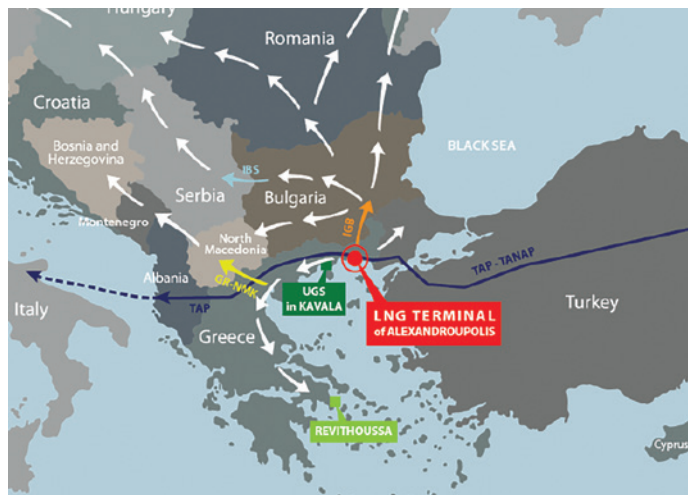 Hungary
Romania
Croatia
Bosnia and
Herzegovina
BLACK SEA
IBS
Serbia
Bulgaria
Montenegro
North
Macedonia
IGB
TAP -TANAP
Albania
GR-NMK
UGS
in KAVALA
LNG TERMINAL
of ALEXANDROUPOLIS
TAP
Italy
Turkey
Greece
REVITHOUSSA
Cyprus